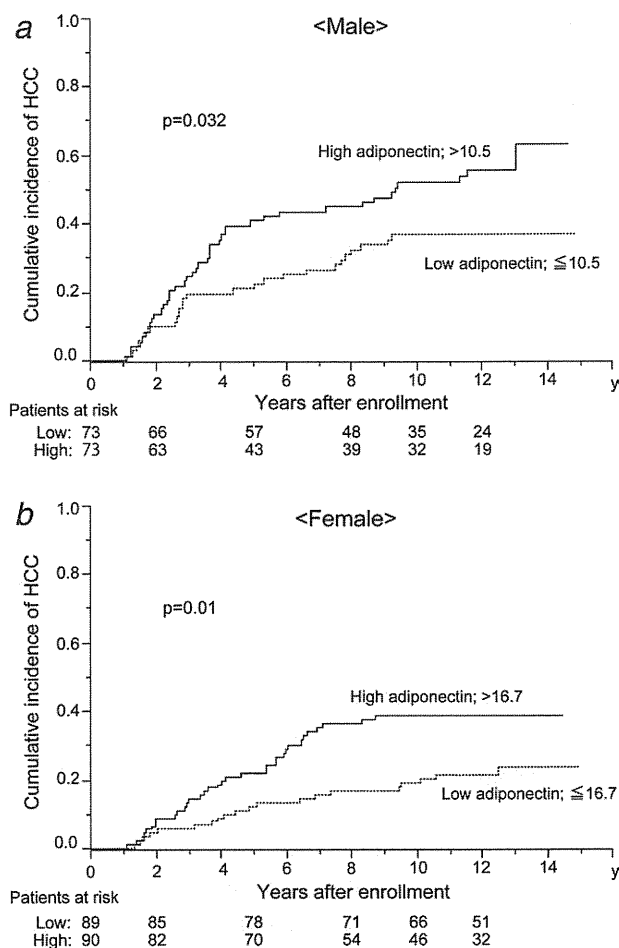 a
<Male>
Cumulative incidence of HCC
1.0
0.8
0.6
0.4
0.2
0.0
p=0.032
High adiponectin; >10.5
Low adiponectin; ≦10.5
0 2 4 6 8 10 12 14 y
Years after enrollment
Patients at risk
Low: 73 66 57 48 35 24
High: 73 63 43 39 32 19
b
<Female>
Cumulative incidence of HCC
1.0
0.8
0.6
0.4
0.2
0.0
p=0.01
High adiponectin; >16.7
Low adiponectin; ≦16.7
0 2 4 6 8 10 12 14 y
Years after enrollment
Patients at risk
Low: 89 85 78 71 66 51
High: 90 82 70 54 46 32